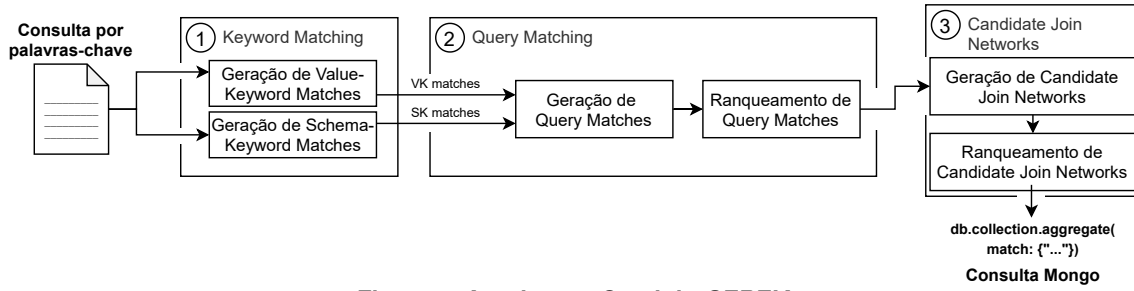 Consulta por
palavras-chave
1 Keyword Matching
Geração de Value-
Keyword Matches
Geração de Schema-
Keyword Matches
VK matches
SK matches
2 Query Matching
Geração de
Query Matches
Ranqueamento de
Query Matches
3 Candidate Join
Networks
Geração de Candidate
Join Networks
Ranqueamento de
Candidate Join Networks
db.collection.aggregate(
match: {"..."})
Consulta Mongo